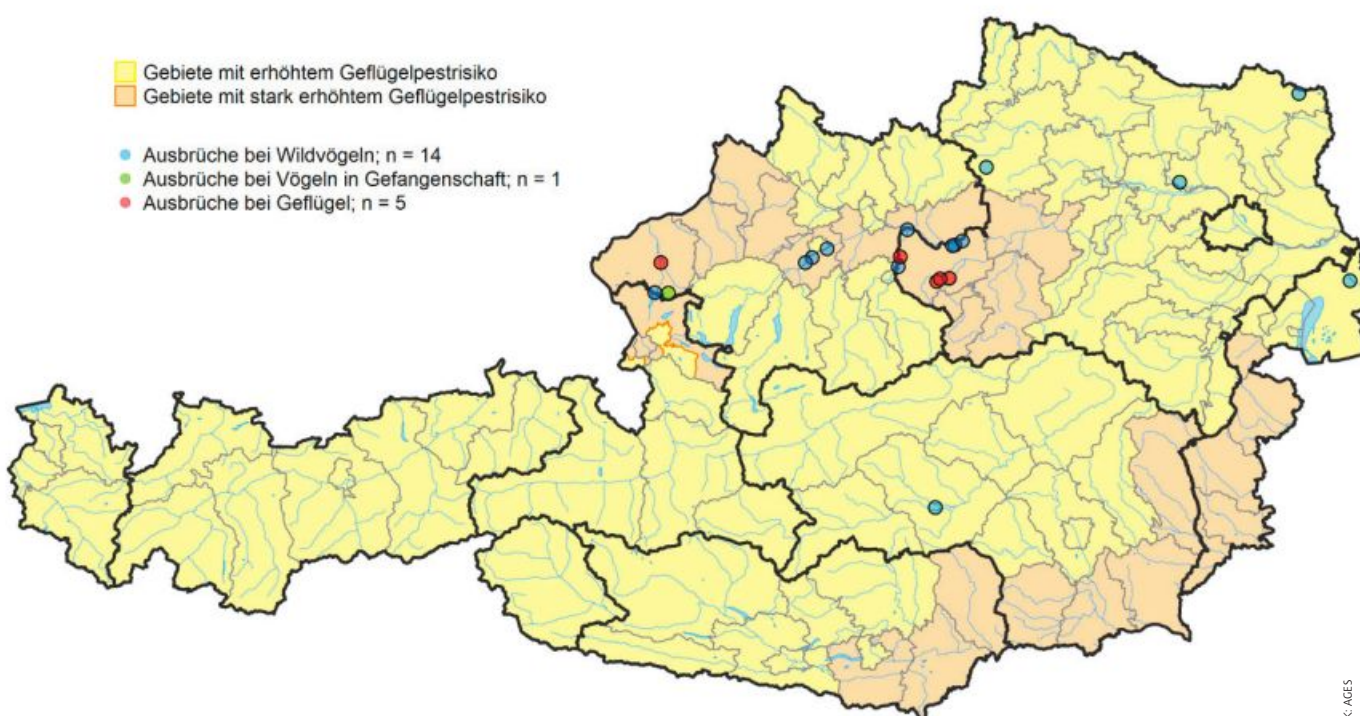 Gebiete mit erhöhtem Geflügelpestrisiko
Gebiete mit stark erhöhtem Geflügelpestrisiko
Ausbrüche bei Wildvögeln; n = 14
Ausbrüche bei Vögeln in Gefangenschaft; n = 1
Ausbrüche bei Geflügel; n = 5
K: AGES